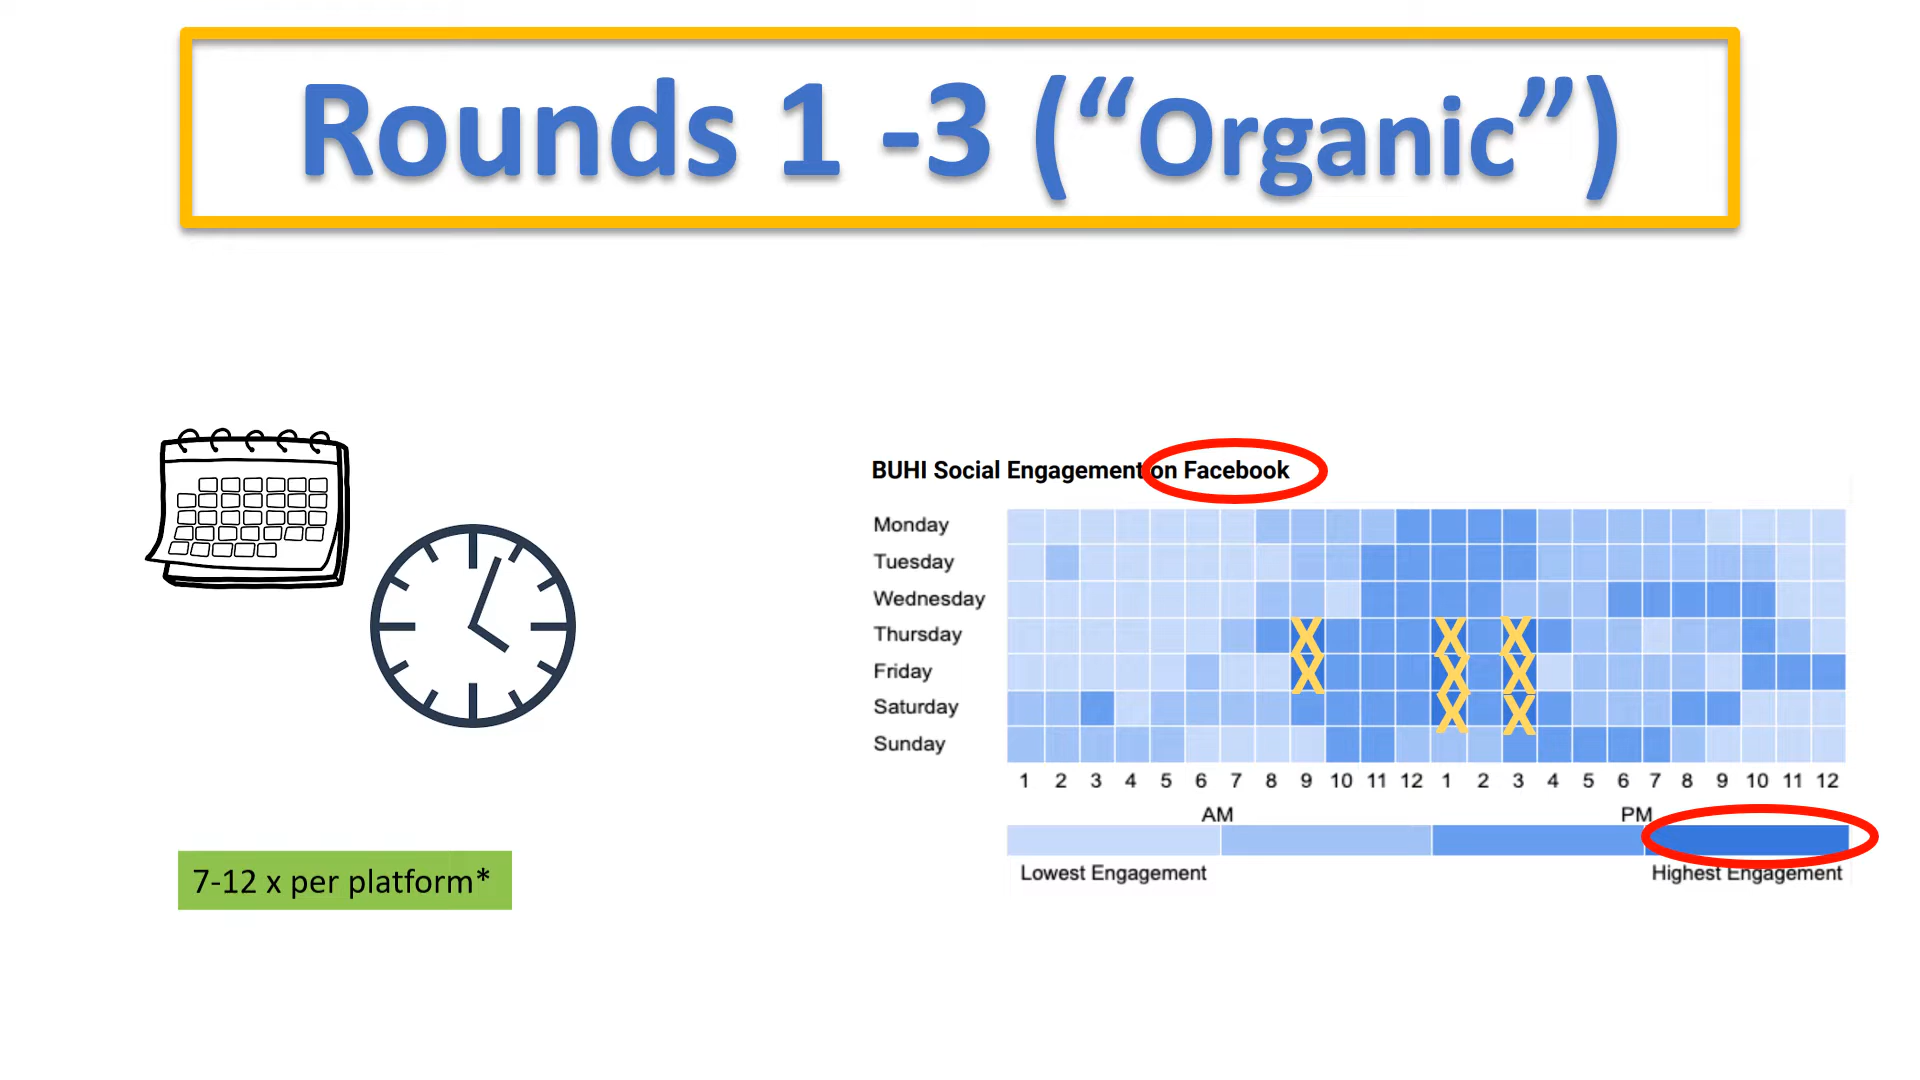 Rounds 1 -3 (“Organic”)
BUHI Social Engagement on Facebook
Monday
Tuesday
Wednesday
Thursday X X X
Friday X X X
Saturday X X
Sunday
1 2 3 4 5 6 7 8 9 10 11 12 1 2 3 4 5 6 7 8 9 10 11 12
AM PM
Lowest Engagement Highest Engagement
7-12 x per platform*